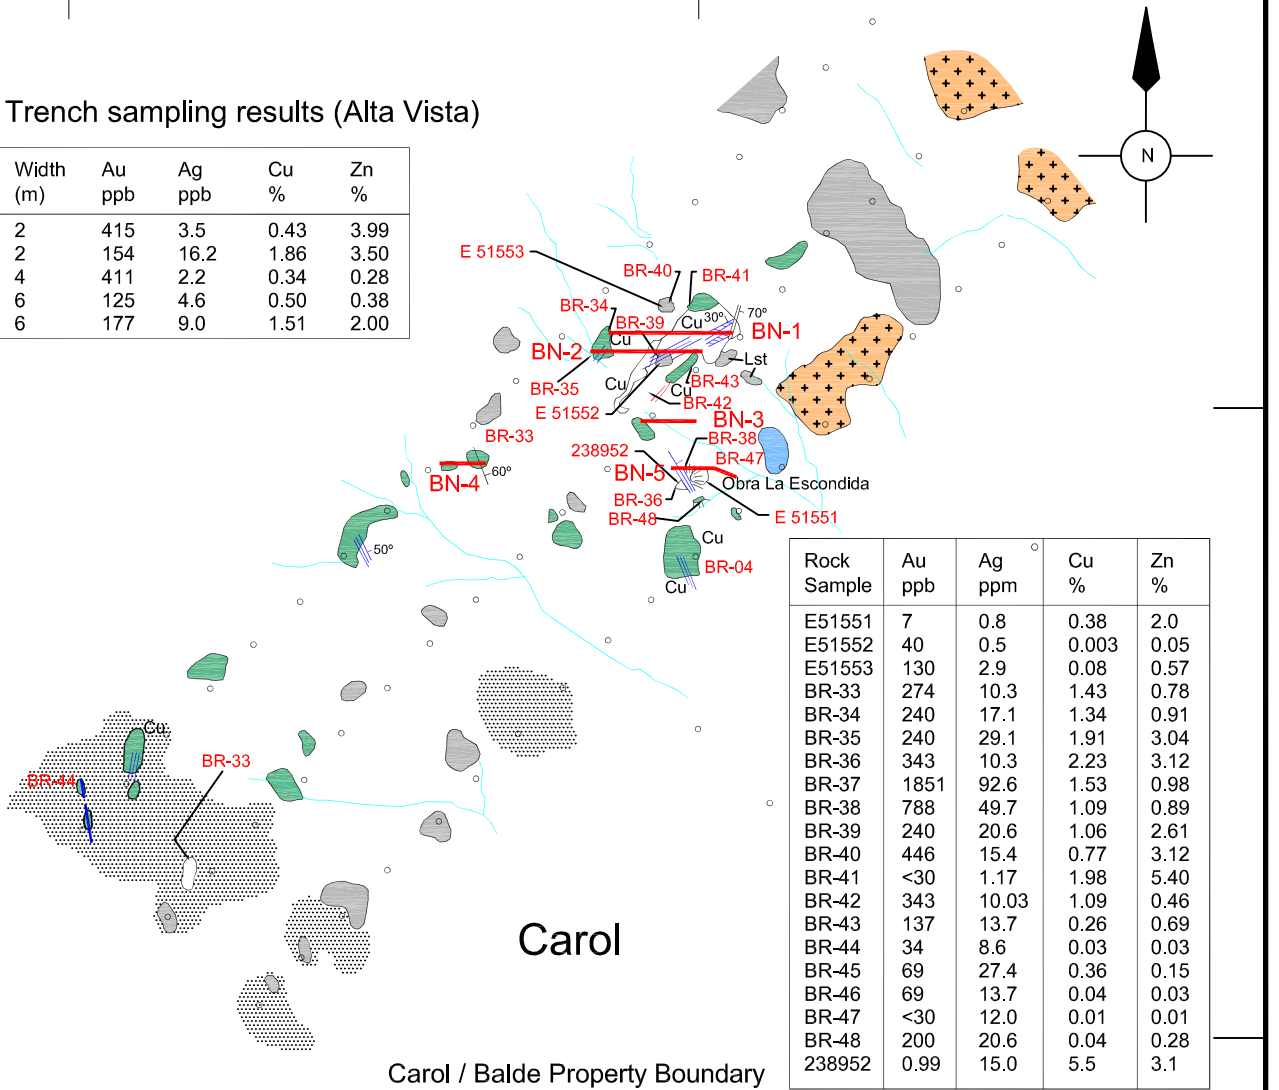 N
Trench sampling results (Alta Vista)
Width (m) Au ppb Ag ppb Cu % Zn %
2 415 3.5 0.43 3.99
2 154 16.2 1.86 3.50
4 411 2.2 0.34 0.28
6 125 4.6 0.50 0.38
6 177 9.0 1.51 2.00
E 51553
BR-40
BR-41
BR-34
BR-39
Cu
30º
70º
BN-1
Cu
BN-2
Lst
BR-35
Cu
Cu
BR-43
E 51552
BR-42
BN-3
BR-33
BR-38
238952
BR-47
BN-5
60º
BN-4
Obra La Escondida
BR-36
BR-48
E 51551
50º
Cu
BR-04
Cu
Cu
BR-33
BR-44
Rock Sample Au ppb Ag ppm Cu % Zn %
E51551 7 0.8 0.38 2.0
E51552 40 0.5 0.003 0.05
E51553 130 2.9 0.08 0.57
BR-33 274 10.3 1.43 0.78
BR-34 240 17.1 1.34 0.91
BR-35 240 29.1 1.91 3.04
BR-36 343 10.3 2.23 3.12
BR-37 1851 92.6 1.53 0.98
BR-38 788 49.7 1.09 0.89
BR-39 240 20.6 1.06 2.61
BR-40 446 15.4 0.77 3.12
BR-41 <30 1.17 1.98 5.40
BR-42 343 10.03 1.09 0.46
BR-43 137 13.7 0.26 0.69
BR-44 34 8.6 0.03 0.03
BR-45 69 27.4 0.36 0.15
BR-46 69 13.7 0.04 0.03
BR-47 <30 12.0 0.01 0.01
BR-48 200 20.6 0.04 0.28
238952 0.99 15.0 5.5 3.1
Carol
Carol / Balde Property Boundary